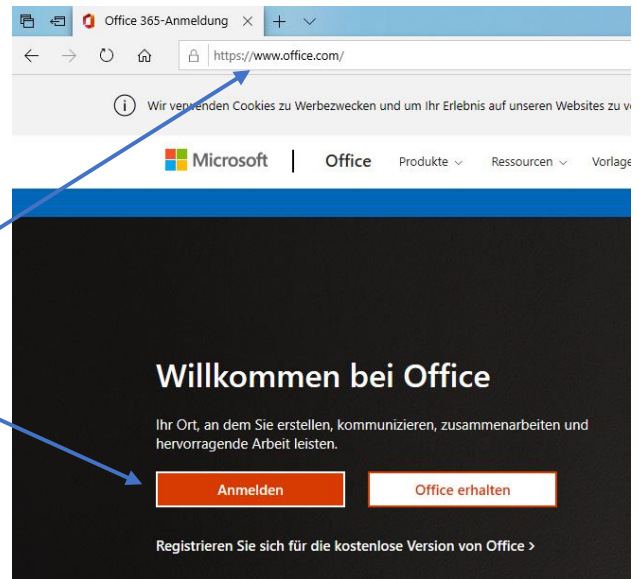 Office 365-Anmeldung
https://www.office.com/
Wir verwenden Cookies zu Werbezwecken und um Ihr Erlebnis auf unseren Websites zu v
Microsoft | Office Produkte Ressourcen Vorlage
Willkommen bei Office
Ihr Ort, an dem Sie erstellen, kommunizieren, zusammenarbeiten und
hervorragende Arbeit leisten.
Anmelden Office erhalten
Registrieren Sie sich für die kostenlose Version von Office >